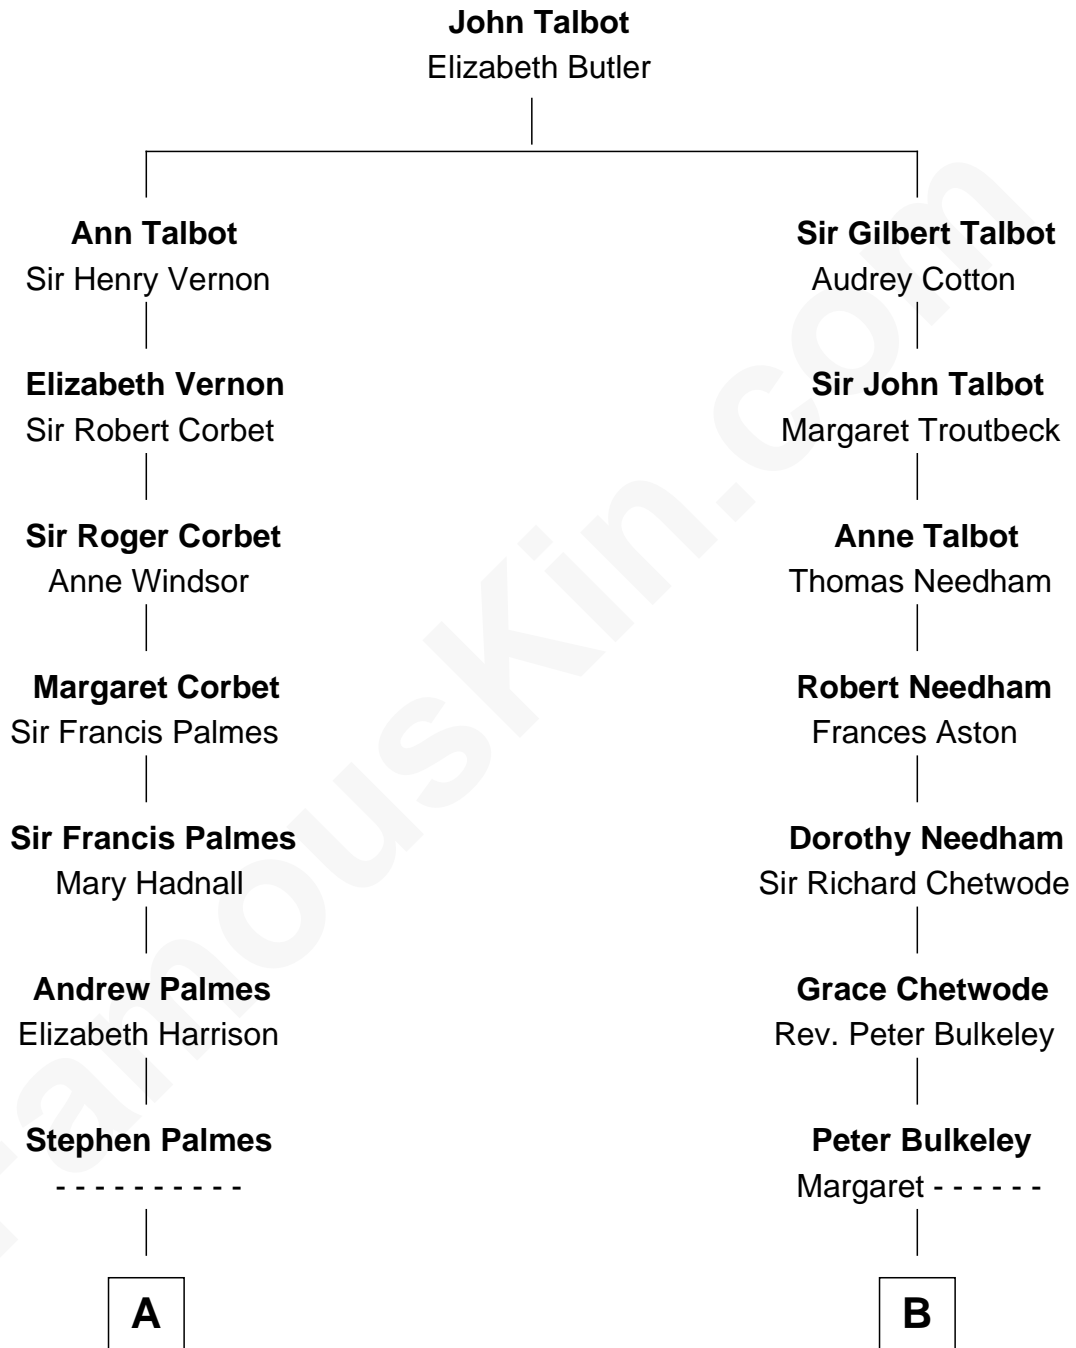 John Talbot
Elizabeth Butler
Ann Talbot
Sir Henry Vernon
Elizabeth Vernon
Sir Robert Corbet
Sir Roger Corbet
Anne Windsor
Margaret Corbet
Sir Francis Palmes
Sir Francis Palmes
Mary Hadnall
Andrew Palmes
Elizabeth Harrison
Stephen Palmes
- - - - - - - - - -
A
Sir Gilbert Talbot
Audrey Cotton
Sir John Talbot
Margaret Troutbeck
Anne Talbot
Thomas Needham
Robert Needham
Frances Aston
Dorothy Needham
Sir Richard Chetwode
Grace Chetwode
Rev. Peter Bulkeley
Peter Bulkeley
Margaret - - - - - -
B
FamousKin.com